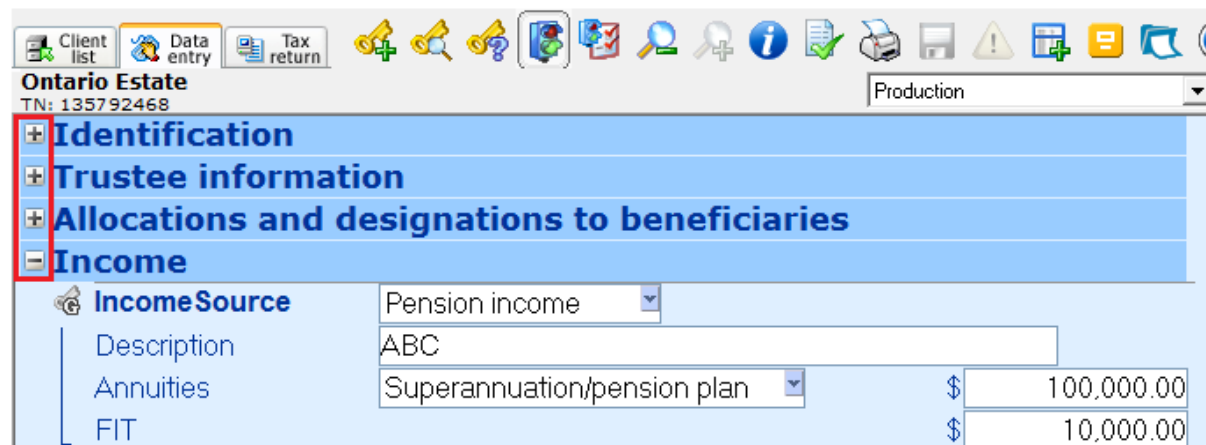 Client list
Data entry
Tax return
Ontario Estate
TN: 135792468
Production
Identification
Trustee information
Allocations and designations to beneficiaries
Income
IncomeSource Pension income
Description ABC
Annuities Superannuation/pension plan $ 100,000.00
FIT $ 10,000.00